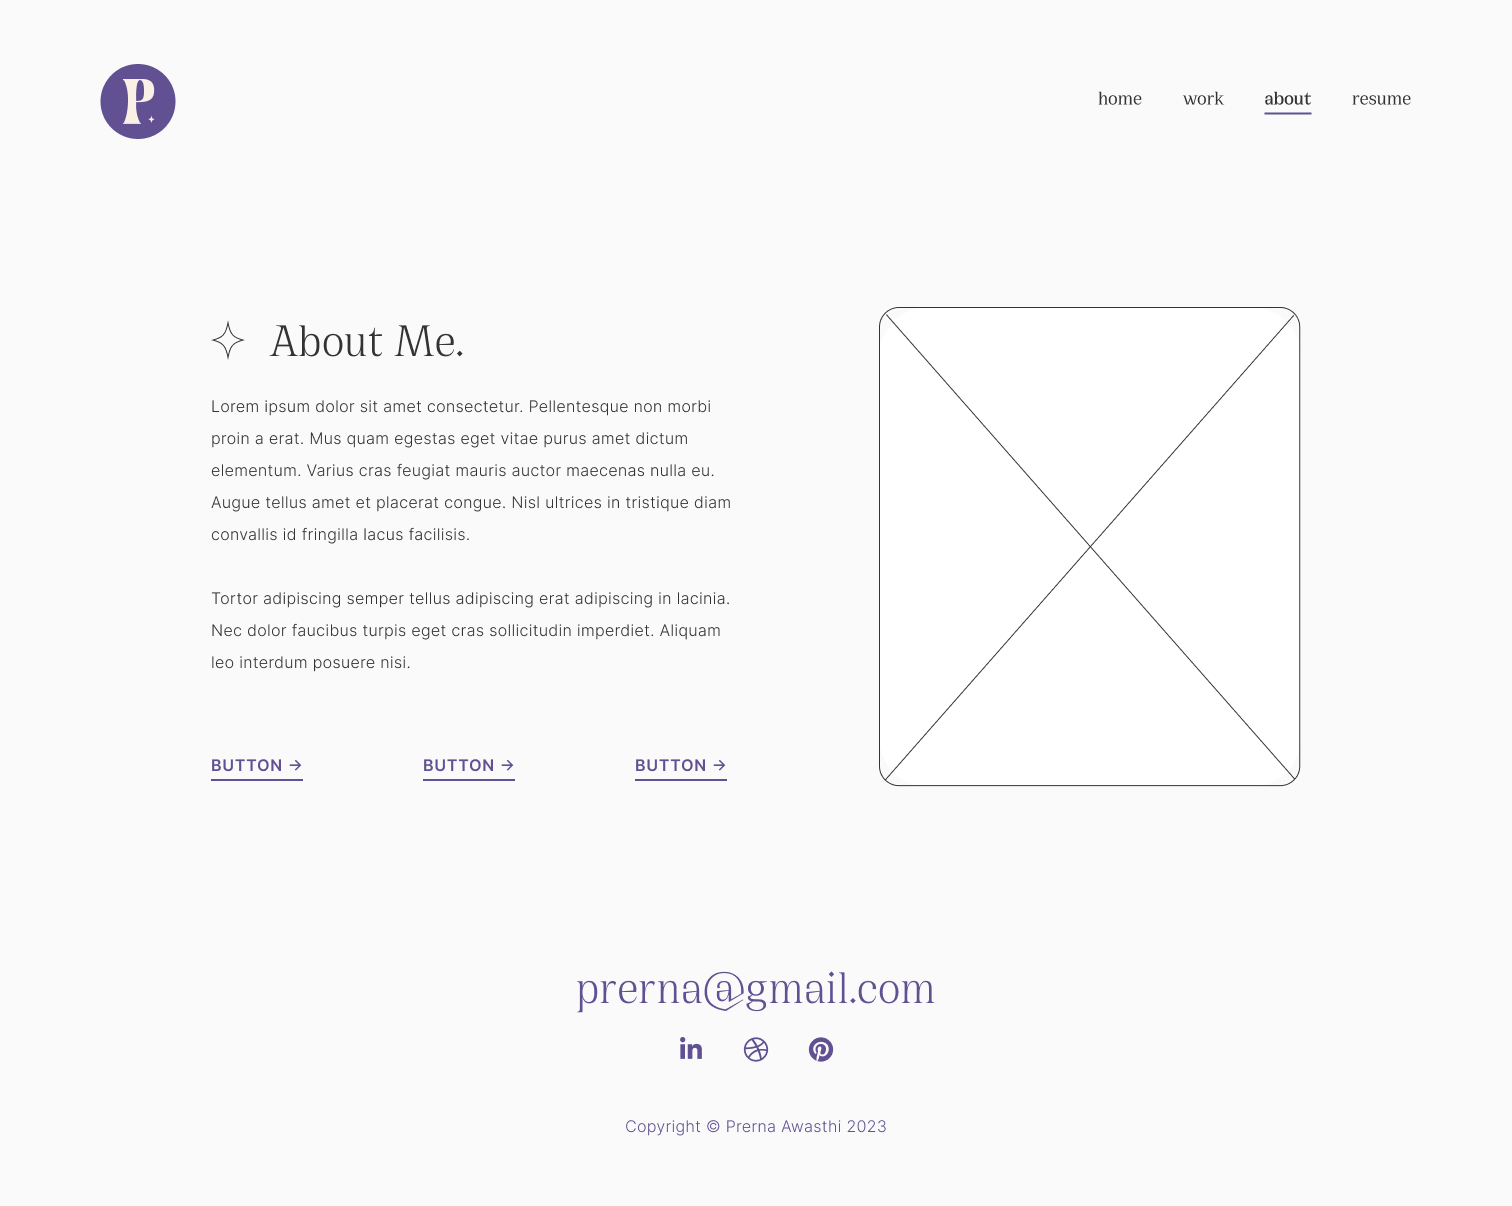 P.
home work about resume
About Me.
Lorem ipsum dolor sit amet consectetur. Pellentesque non morbi
proin a erat. Mus quam egestas eget vitae purus amet dictum
elementum. Varius cras feugiat mauris auctor maecenas nulla eu.
Augue tellus amet et placerat congue. Nisl ultrices in tristique diam
convallis id fringilla lacus facilisis.
Tortor adipiscing semper tellus adipiscing erat adipiscing in lacinia.
Nec dolor faucibus turpis eget cras sollicitudin imperdiet. Aliquam
leo interdum posuere nisi.
BUTTON → BUTTON → BUTTON →
prerna@gmail.com
in
Copyright © Prerna Awasthi 2023